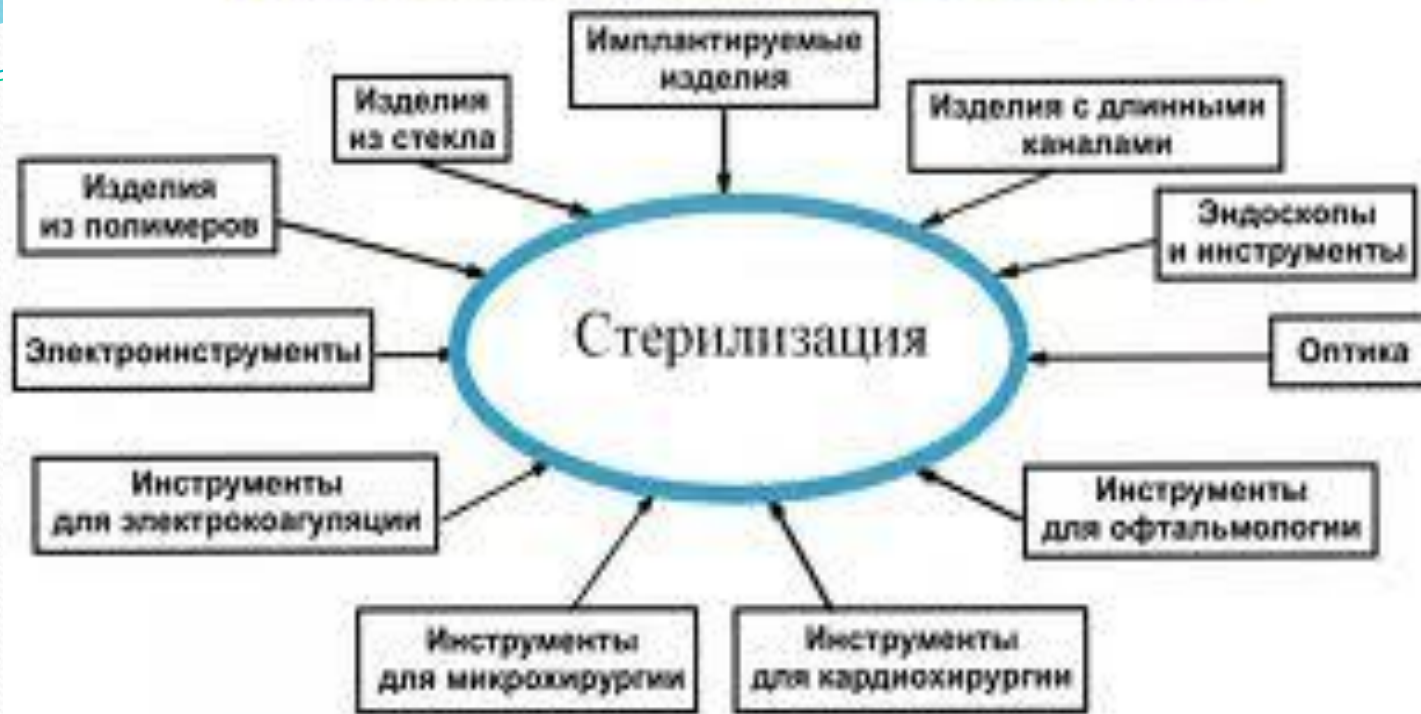 Имплантируемые
изделия
Изделия
из стекла
Изделия с длинными
каналами
Изделия
из полимеров
Эндоскопы
и инструменты
Стерилизация
Электроинструменты
Оптика
Инструменты
для электрокоагуляции
Инструменты
для офтальмологии
Инструменты
для микрохирургии
Инструменты
для кардиохирургии